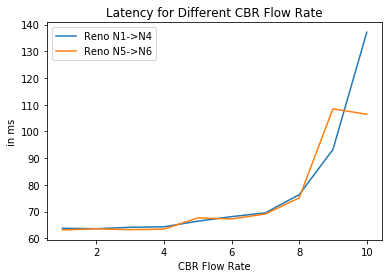 Latency for Different CBR Flow Rate
140
130
120
110
100
90
80
70
60
in ms
Reno N1->N4
Reno N5->N6
2
4
6
8
10
CBR Flow Rate